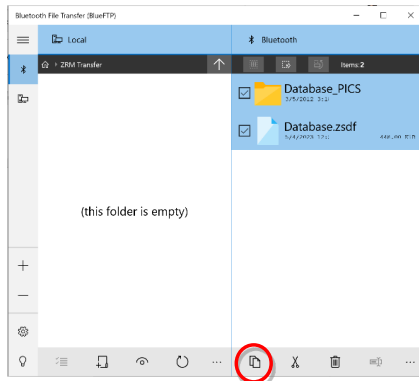 Bluetooth File Transfer (BlueFTP)
Local
Bluetooth
ZRM Transfer
Items: 2
Database_PICS
Database.zsdf
(this folder is empty)